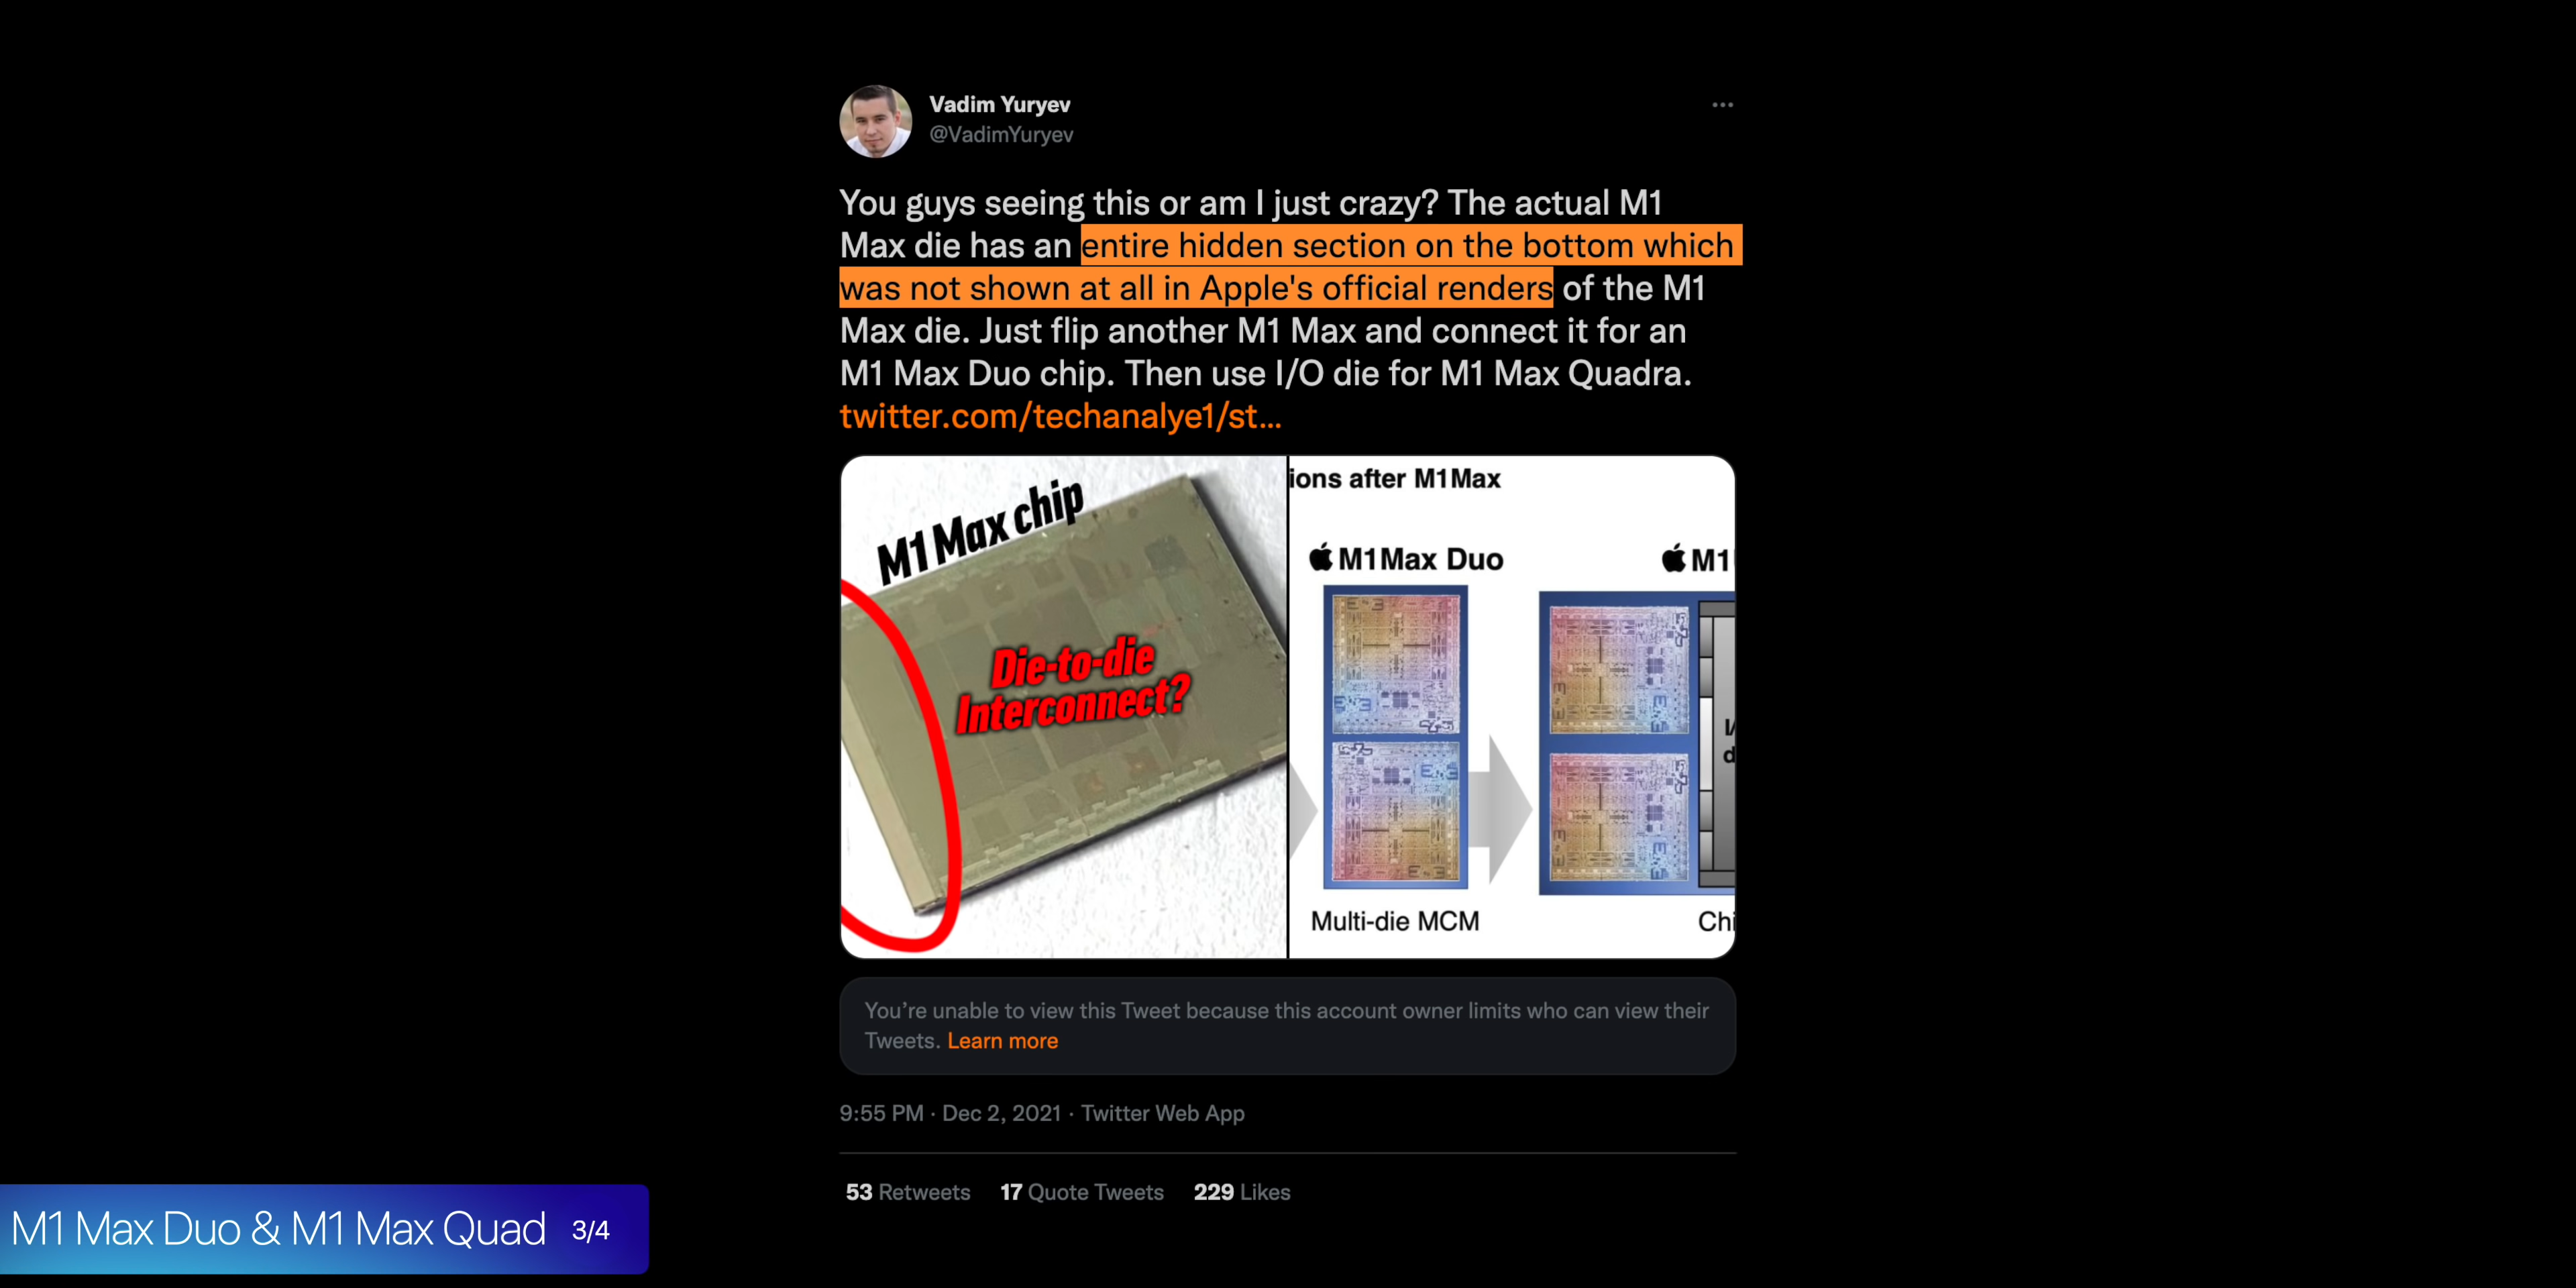 Vadim Yuryev
@VadimYuryev
You guys seeing this or am I just crazy? The actual M1
Max die has an entire hidden section on the bottom which
was not shown at all in Apple's official renders of the M1
Max die. Just flip another M1 Max and connect it for an
M1 Max Duo chip. Then use I/O die for M1 Max Quadra.
twitter.com/techanalye1/st...
M1 Max chip
Die-to-die
Interconnect?
ions after M1Max
M1Max Duo
M1
Multi-die MCM
Chi
You’re unable to view this Tweet because this account owner limits who can view their
Tweets. Learn more
9:55 PM · Dec 2, 2021 · Twitter Web App
53 Retweets 17 Quote Tweets 229 Likes
M1 Max Duo & M1 Max Quad 3/4